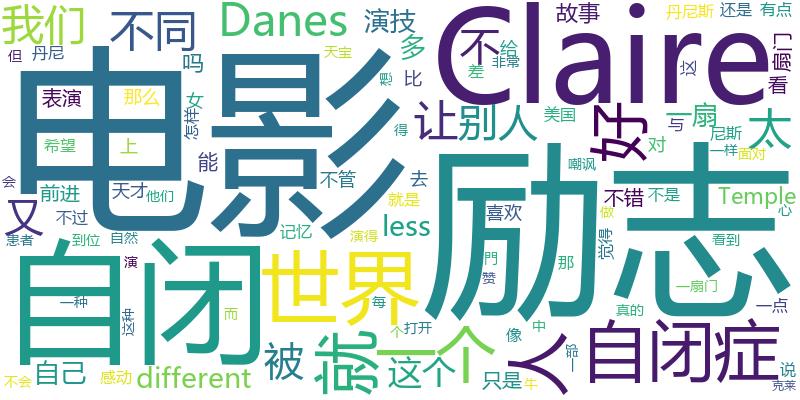 我们
不同
Danes
演技
故事
丹尼斯
还是
有点
但
丹尼
吗
天宝
多
不
给
非常
Claire
扇门
这
看
电影
表演
那么
女
怎样
想
比
差
让
别人
美国
好
一扇
与
太
希望
上
能
得
嘲讽
对
尼斯
一样
面对
会
前进
天才
他们
不管
去
励志
不错
不是
Temple
又
不过
就是
喜欢
做
心
患者
到位
自然
记忆
演得
less
觉得
看到
自闭
演
世界
門
那
一扇门
一种
这种
而
每
赞
真的
一点
个
打开
像
中
就
一个
人
自闭症
不会
自己
感动
different
被
这个
只是
牛
一部
说
克莱